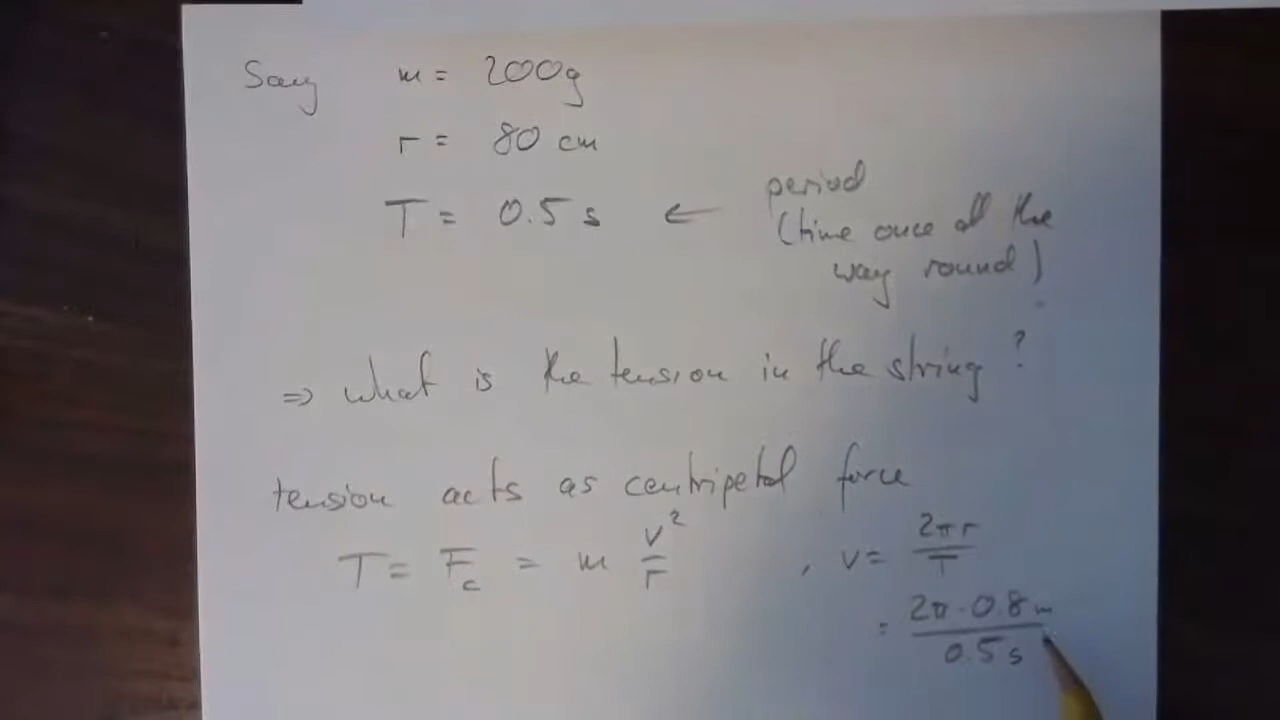 Say m = 200g
r = 80 cm
T = 0.5 s ← period
(time once all the
way round)
⇒ what is the tension in the string?
tension acts as centripetal force
T = Fc = m v²/r , v = 2πr/T
= 2π · 0.8m / 0.5 s